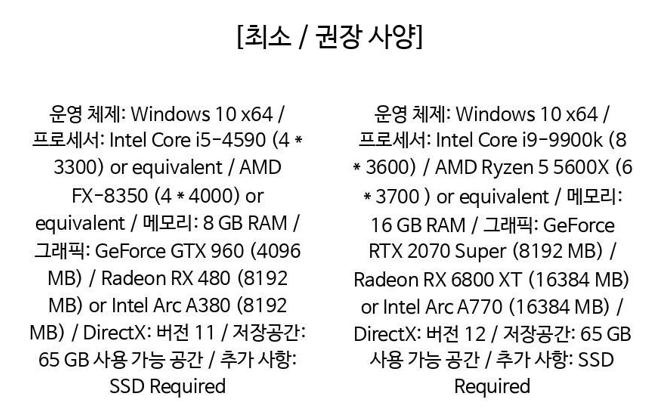 [최소 / 권장 사양]
운영 체제: Windows 10 x64 /
프로세서: Intel Core i5-4590 (4 *
3300) or equivalent / AMD
FX-8350 (4 * 4000) or
equivalent / 메모리: 8 GB RAM /
그래픽: GeForce GTX 960 (4096
MB) / Radeon RX 480 (8192
MB) or Intel Arc A380 (8192
MB) / DirectX: 버전 11 / 저장공간:
65 GB 사용 가능 공간 / 추가 사항:
SSD Required
운영 체제: Windows 10 x64 /
프로세서: Intel Core i9-9900k (8
* 3600) / AMD Ryzen 5 5600X (6
* 3700 ) or equivalent / 메모리:
16 GB RAM / 그래픽: GeForce
RTX 2070 Super (8192 MB) /
Radeon RX 6800 XT (16384 MB)
or Intel Arc A770 (16384 MB) /
DirectX: 버전 12 / 저장공간: 65 GB
사용 가능 공간 / 추가 사항: SSD
Required